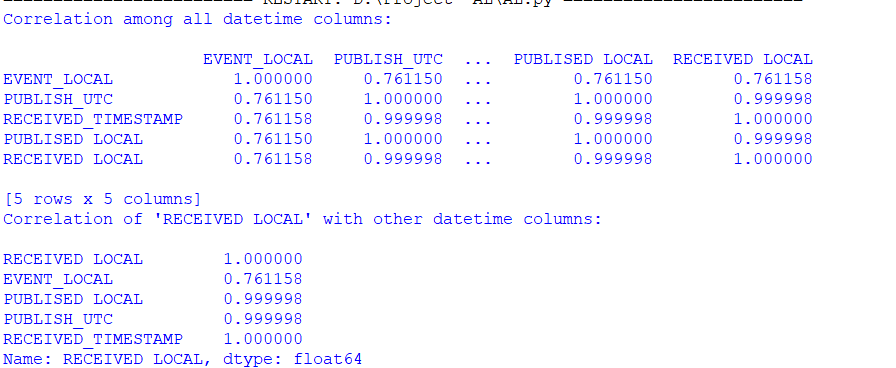 RESTART: D:\Project AL\AL.py
Correlation among all datetime columns:
EVENT_LOCAL PUBLISH_UTC ... PUBLISED LOCAL RECEIVED LOCAL
EVENT_LOCAL 1.000000 0.761150 ... 0.761150 0.761158
PUBLISH_UTC 0.761150 1.000000 ... 1.000000 0.999998
RECEIVED_TIMESTAMP 0.761158 0.999998 ... 0.999998 1.000000
PUBLISED LOCAL 0.761150 1.000000 ... 1.000000 0.999998
RECEIVED LOCAL 0.761158 0.999998 ... 0.999998 1.000000
[5 rows x 5 columns]
Correlation of 'RECEIVED LOCAL' with other datetime columns:
RECEIVED LOCAL 1.000000
EVENT_LOCAL 0.761158
PUBLISED LOCAL 0.999998
PUBLISH_UTC 0.999998
RECEIVED_TIMESTAMP 1.000000
Name: RECEIVED LOCAL, dtype: float64